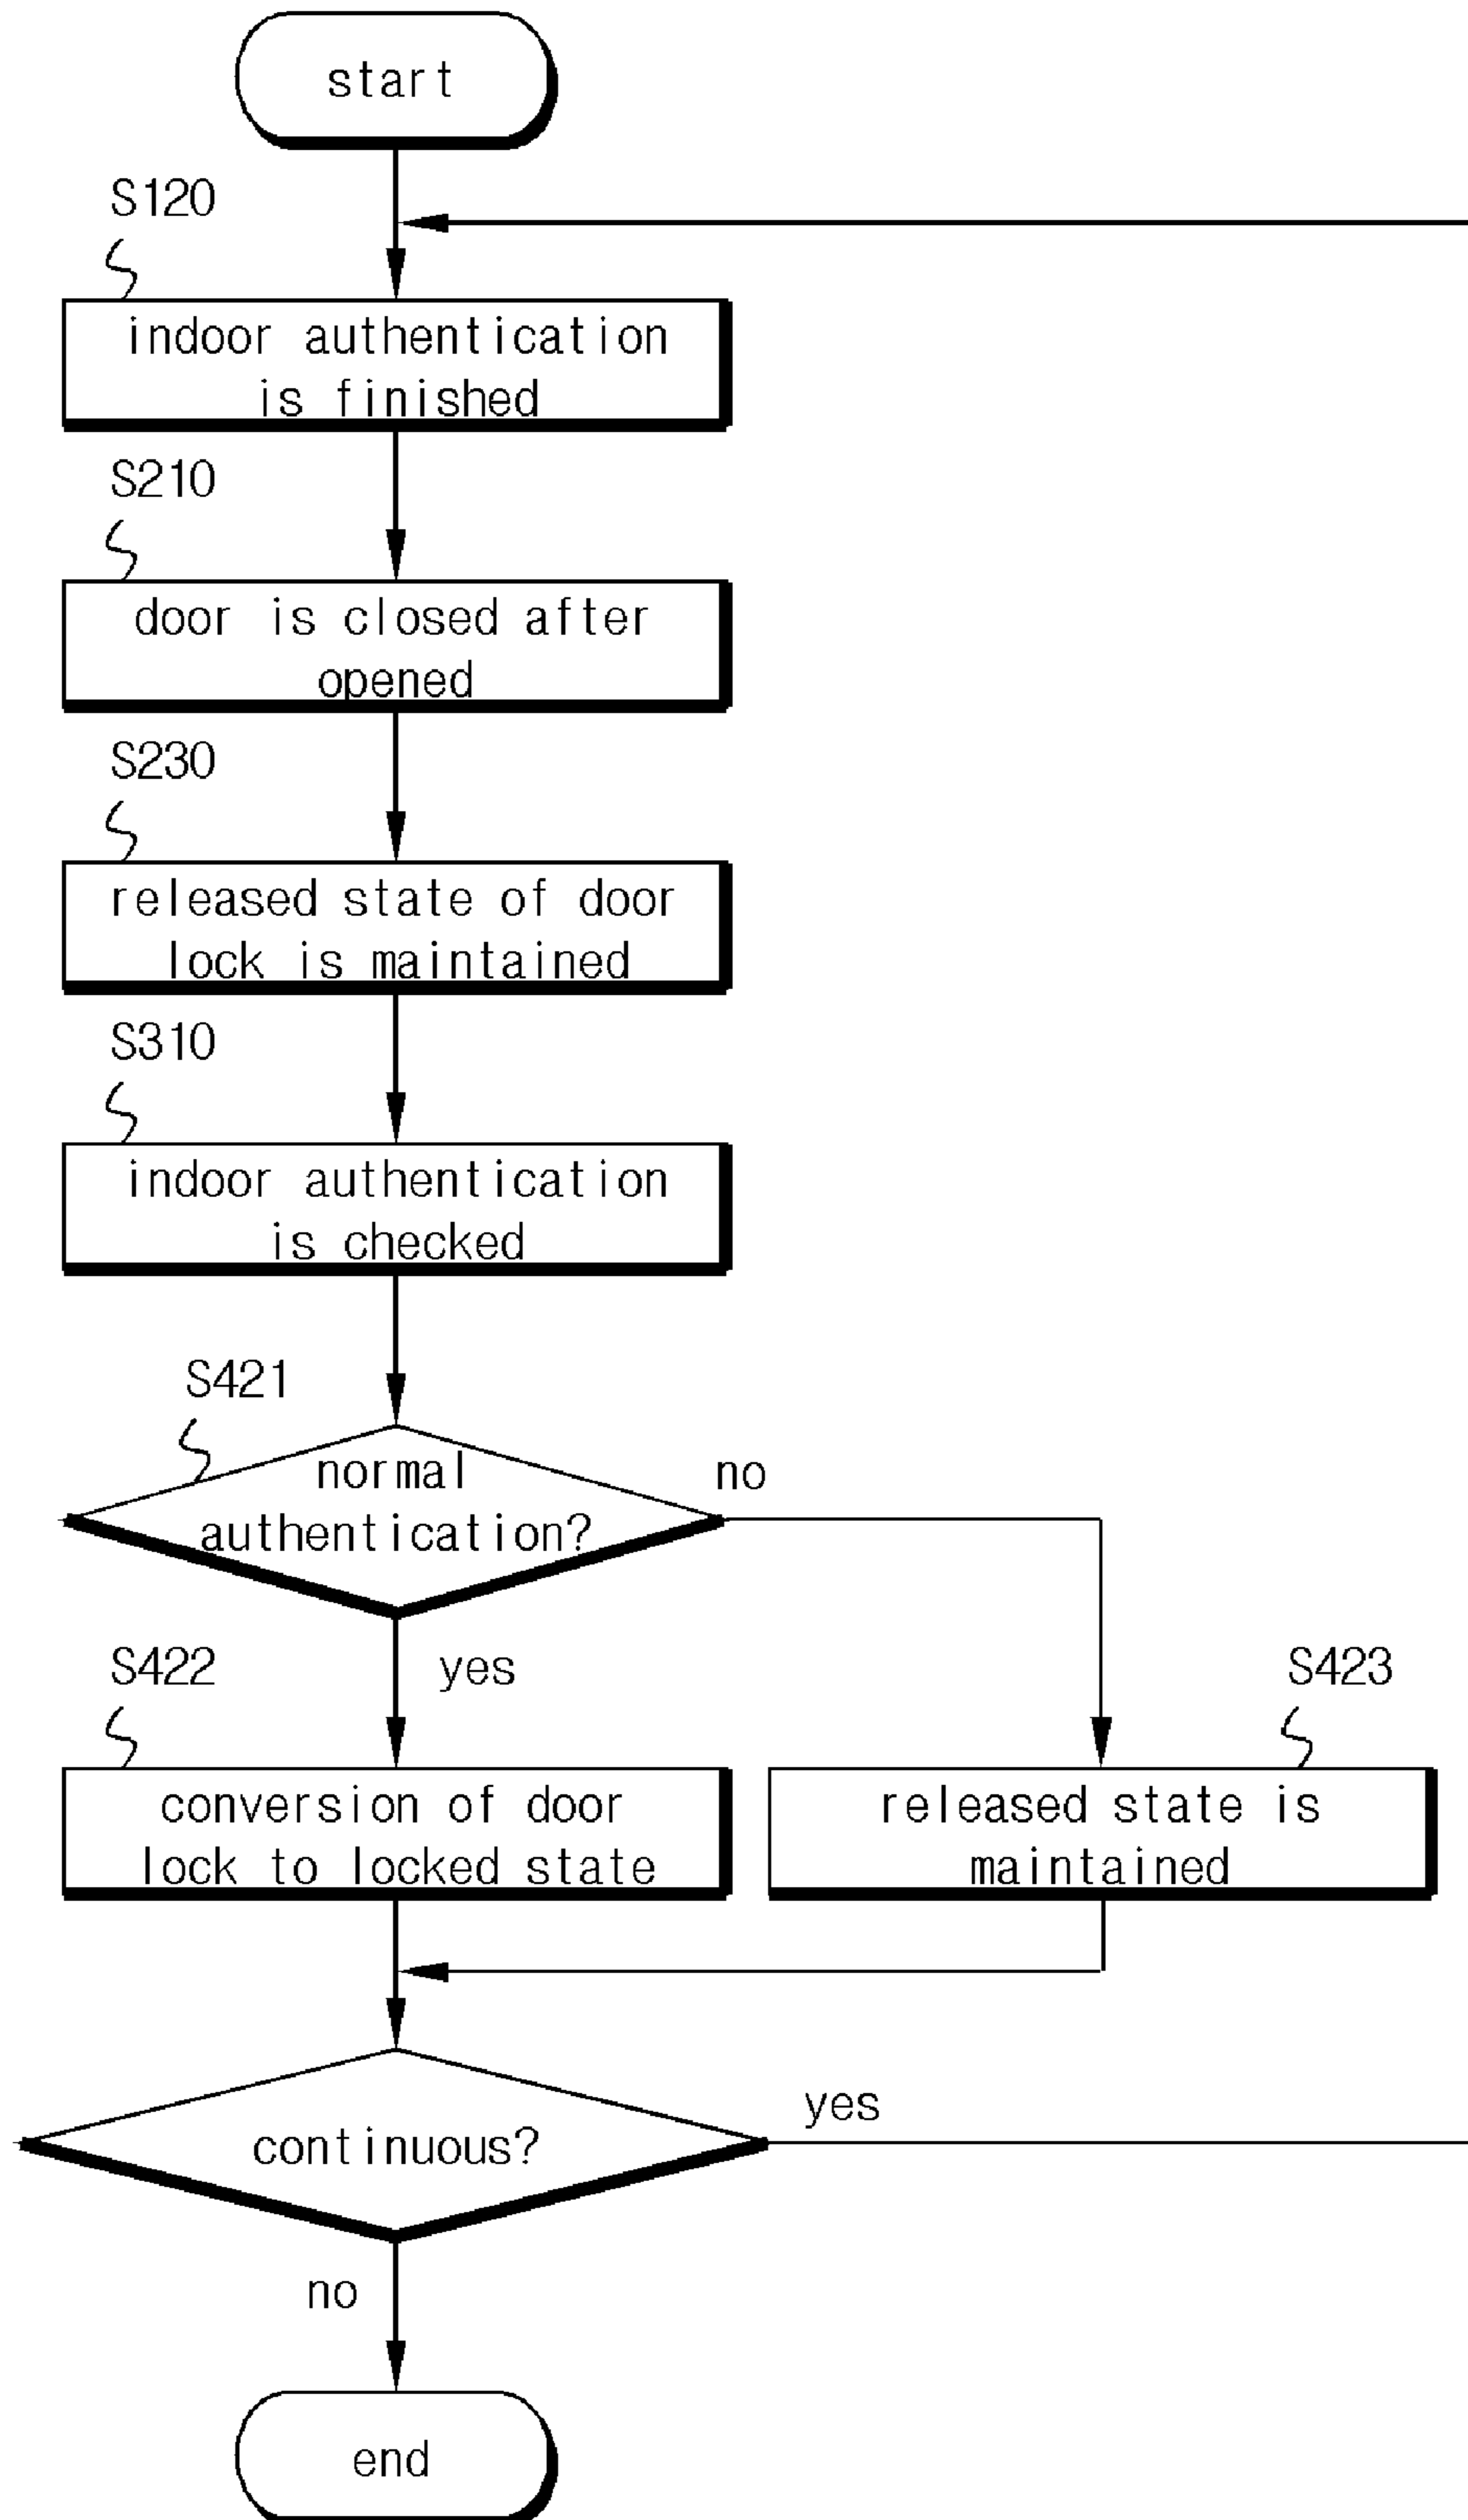 start
S120
indoor authentication
is finished
S210
door is closed after
opened
S230
released state of door
lock is maintained
S310
indoor authentication
is checked
S421
normal
authentication?
no
S422
yes
S423
conversion of door
lock to locked state
released state is
maintained
yes
continuous?
no
end